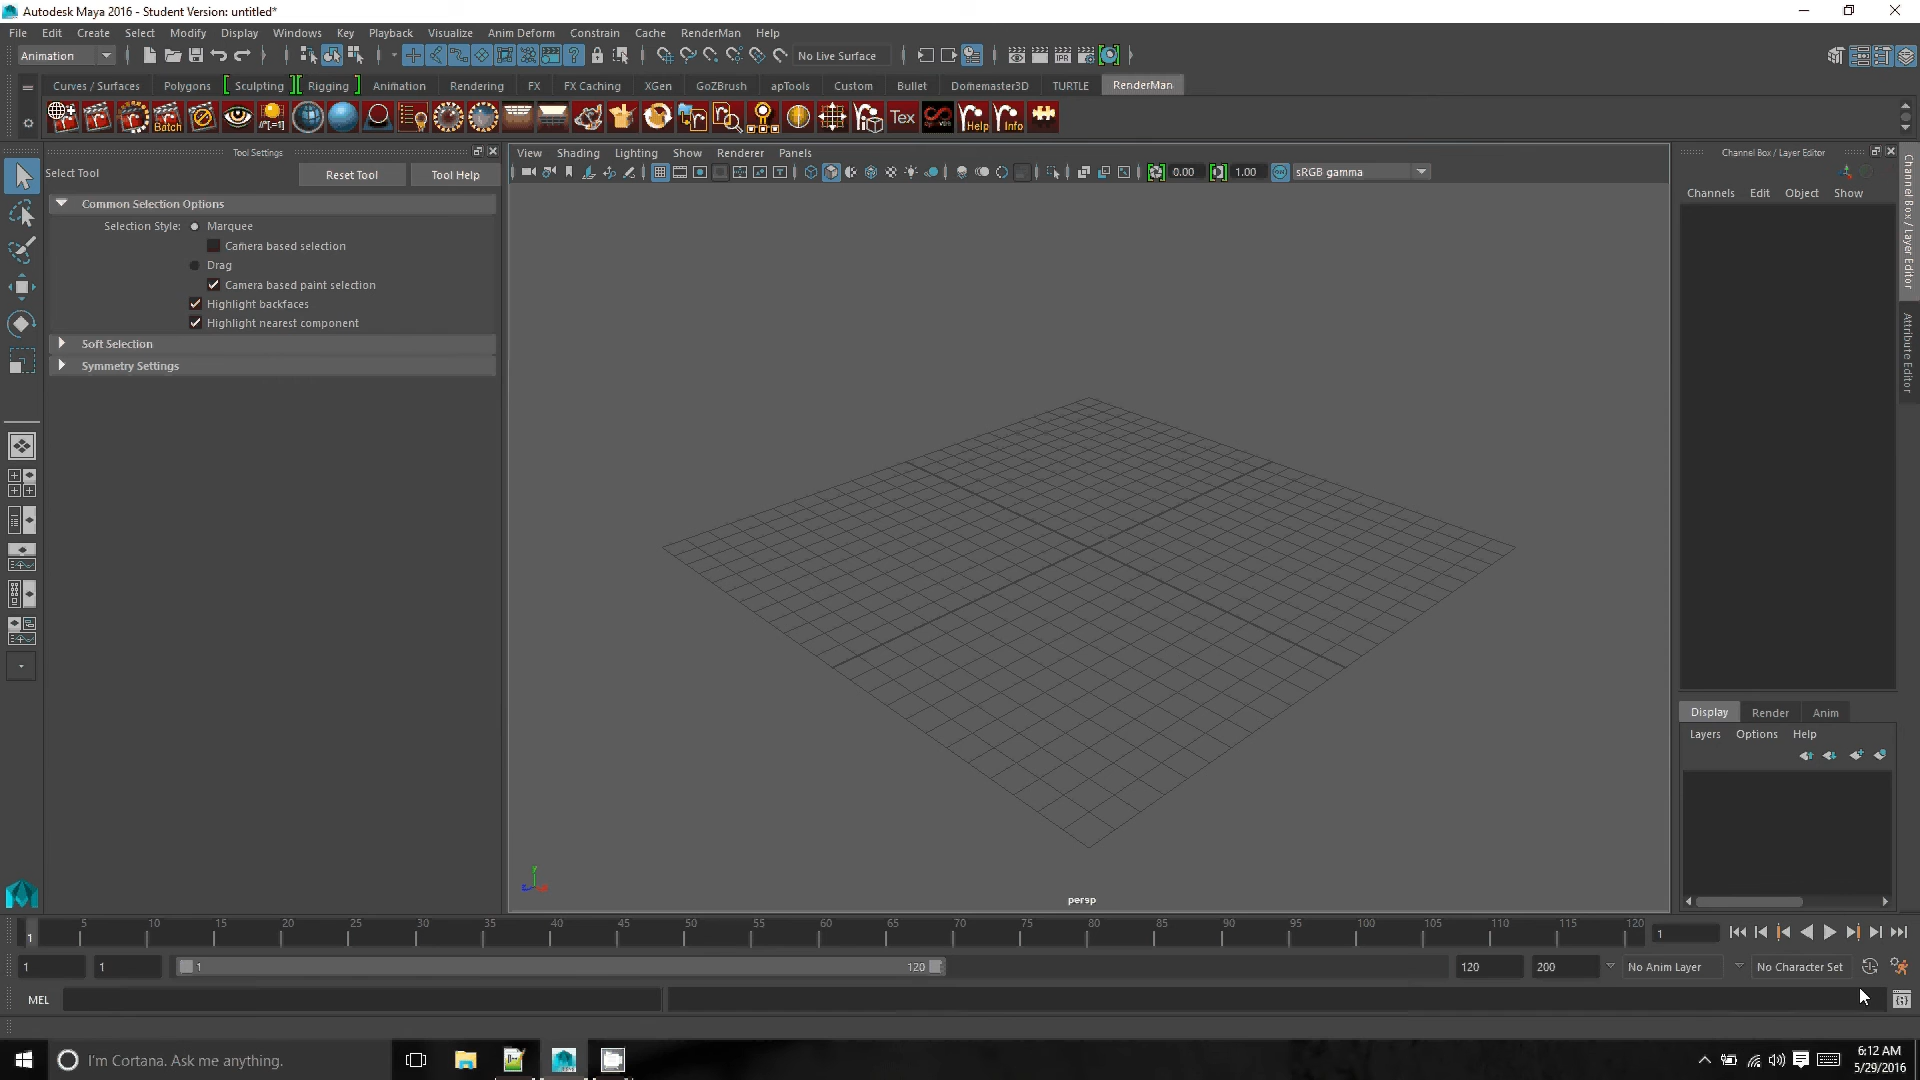 Autodesk Maya 2016 - Student Version: untitled*
File Edit Create Select Modify Display Windows Key Playback Visualize Anim Deform Constrain Cache RenderMan Help
Animation No Live Surface
Curves / Surfaces Polygons Sculpting Rigging Animation Rendering FX FX Caching XGen GoZBrush apTools Custom Bullet Domemaster3D TURTLE RenderMan
Batch Tex Help Info
Tool Settings
Select Tool Reset Tool Tool Help
Common Selection Options
Selection Style: Marquee
Camera based selection
Drag
Camera based paint selection
Highlight backfaces
Highlight nearest component
Soft Selection
Symmetry Settings
View Shading Lighting Show Renderer Panels
0.00 1.00 sRGB gamma
persp
Channel Box / Layer Editor
Channels Edit Object Show
Channel Box / Layer Editor
Attribute Editor
Display Render Anim
Layers Options Help
1 5 10 15 20 25 30 35 40 45 50 55 60 65 70 75 80 85 90 95 100 105 110 115 120 1
1 1 1 120 120 200 No Anim Layer No Character Set
MEL
I'm Cortana. Ask me anything.
6:12 AM
5/29/2016